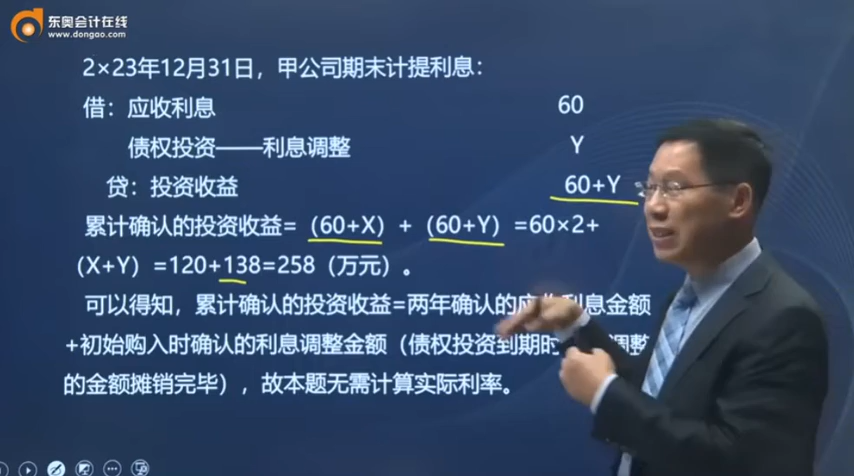 东奥会计在线
www.dongao.com
2×23年12月31日，甲公司期末计提利息：
借：应收利息 60
债权投资——利息调整 Y
贷：投资收益 60+Y
累计确认的投资收益=（60+X）+（60+Y）=60×2+
（X+Y）=120+138=258（万元）。
可以得知，累计确认的投资收益=两年确认的应收利息金额
+初始购入时确认的利息调整金额（债权投资到期时 调整
的金额摊销完毕），故本题无需计算实际利率。